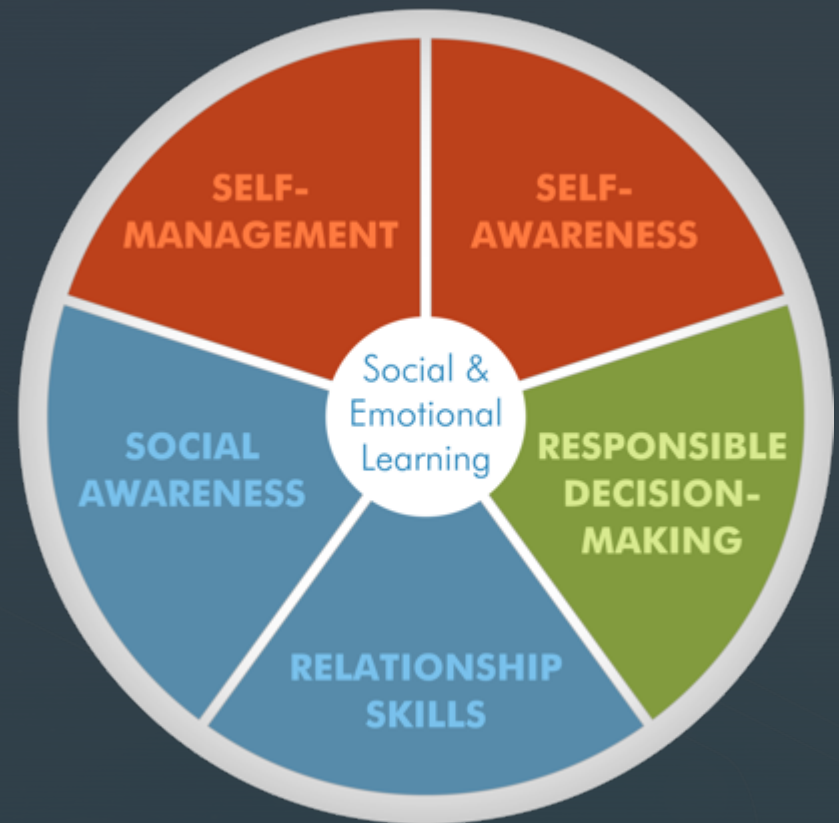 SELF-
MANAGEMENT
SELF-
AWARENESS
Social &
Emotional
Learning
SOCIAL
AWARENESS
RESPONSIBLE
DECISION-
MAKING
RELATIONSHIP
SKILLS